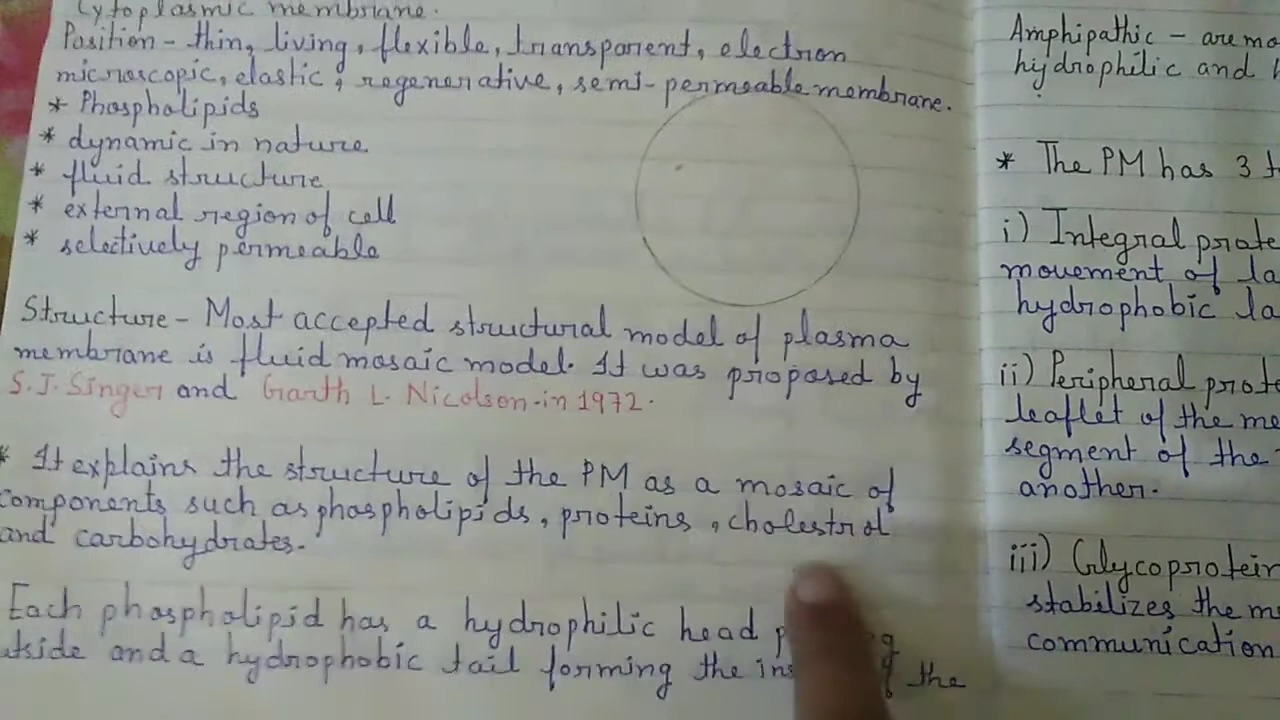 Cytoplasmic membrane.
Position - thin, living, flexible, transparent, electron
microscopic, elastic, regenerative, semi-permeable membrane.
* Phospholipids
* dynamic in nature
* fluid structure
* external region of cell
* selectively permeable
Structure - Most accepted structural model of plasma
membrane is fluid mosaic model. It was proposed by
S.J. Singer and Garth L. Nicolson in 1972.
* It explains the structure of the PM as a mosaic of
components such as phospholipids, proteins, cholestrol
and carbohydrates.
Each phospholipid has a hydrophilic head
and a hydrophobic tail forming the of the
Amphipathic - are
hydrophilic and
* The PM has 3
i) Integral
movement of
hydrophobic
ii) Peripheral
leaflet of the
segment of the
another.
iii) Glycoprotein
stabilizes the
communication